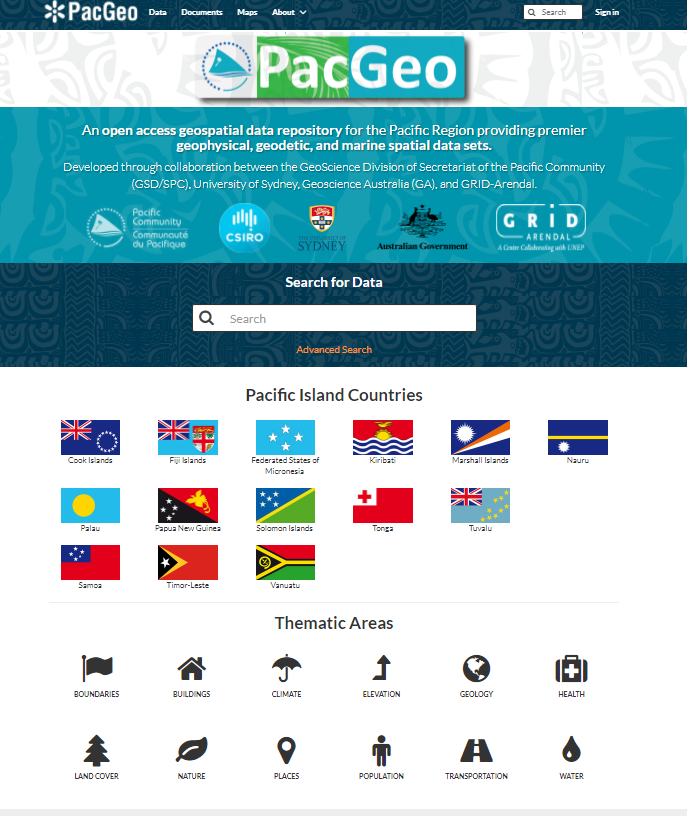 PacGeo Data Documents Maps About Search Sign in
PacGeo
An open access geospatial data repository for the Pacific Region providing premier
geophysical, geodetic, and marine spatial data sets.
Developed through collaboration between the GeoScience Division of Secretariat of the Pacific Community
(GSD/SPC), University of Sydney, Geoscience Australia (GA), and GRID-Arendal.
Pacific
Community
Communauté
du Pacifique
CSIRO
THE UNIVERSITY OF
SYDNEY
Australian Government
GRID
ARENDAL
A Center Collaborating with UNEP
Search for Data
Search
Advanced Search
Pacific Island Countries
Cook Islands Fiji Islands Federated States of Micronesia Kiribati Marshall Islands Nauru
Palau Papua New Guinea Solomon Islands Tonga Tuvalu
Samoa Timor-Leste Vanuatu
Thematic Areas
BOUNDARIES BUILDINGS CLIMATE ELEVATION GEOLOGY HEALTH
LAND COVER NATURE PLACES POPULATION TRANSPORTATION WATER